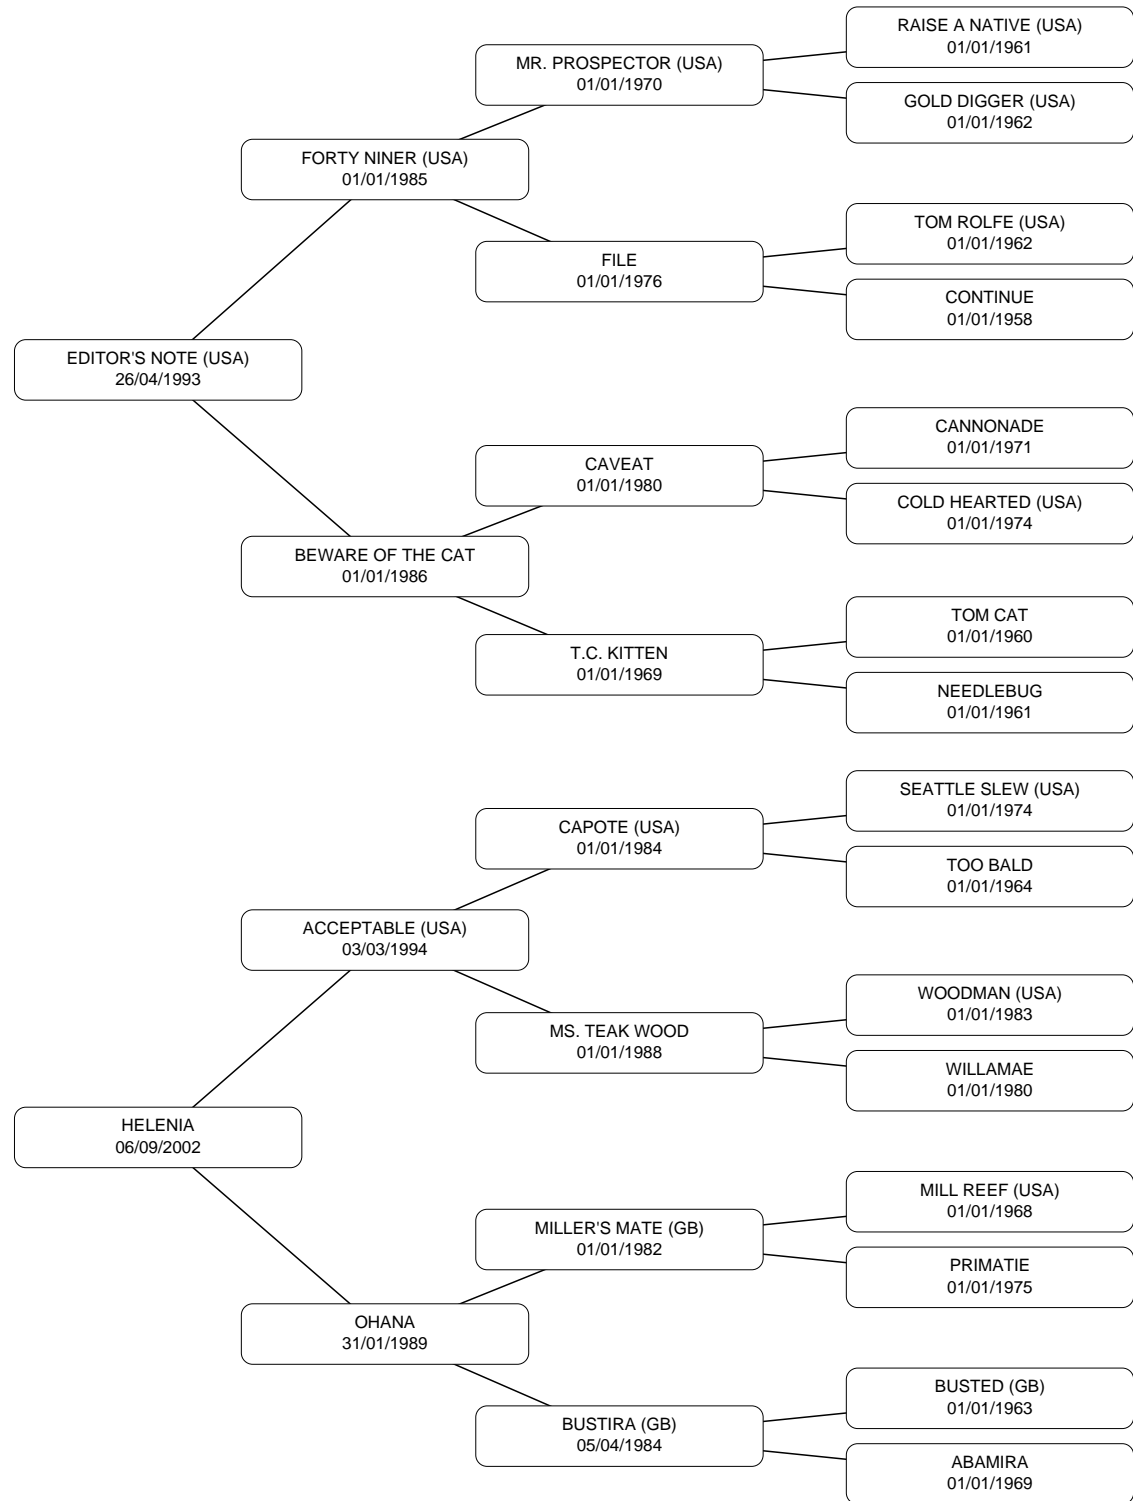 RAISE A NATIVE (USA)
01/01/1961
MR. PROSPECTOR (USA)
01/01/1970
GOLD DIGGER (USA)
01/01/1962
FORTY NINER (USA)
01/01/1985
TOM ROLFE (USA)
01/01/1962
FILE
01/01/1976
CONTINUE
01/01/1958
EDITOR'S NOTE (USA)
26/04/1993
CANNONADE
01/01/1971
CAVEAT
01/01/1980
COLD HEARTED (USA)
01/01/1974
BEWARE OF THE CAT
01/01/1986
TOM CAT
01/01/1960
T.C. KITTEN
01/01/1969
NEEDLEBUG
01/01/1961
SEATTLE SLEW (USA)
01/01/1974
CAPOTE (USA)
01/01/1984
TOO BALD
01/01/1964
ACCEPTABLE (USA)
03/03/1994
WOODMAN (USA)
01/01/1983
MS. TEAK WOOD
01/01/1988
WILLAMAE
01/01/1980
HELENIA
06/09/2002
MILL REEF (USA)
01/01/1968
MILLER'S MATE (GB)
01/01/1982
PRIMATIE
01/01/1975
OHANA
31/01/1989
BUSTED (GB)
01/01/1963
BUSTIRA (GB)
05/04/1984
ABAMIRA
01/01/1969